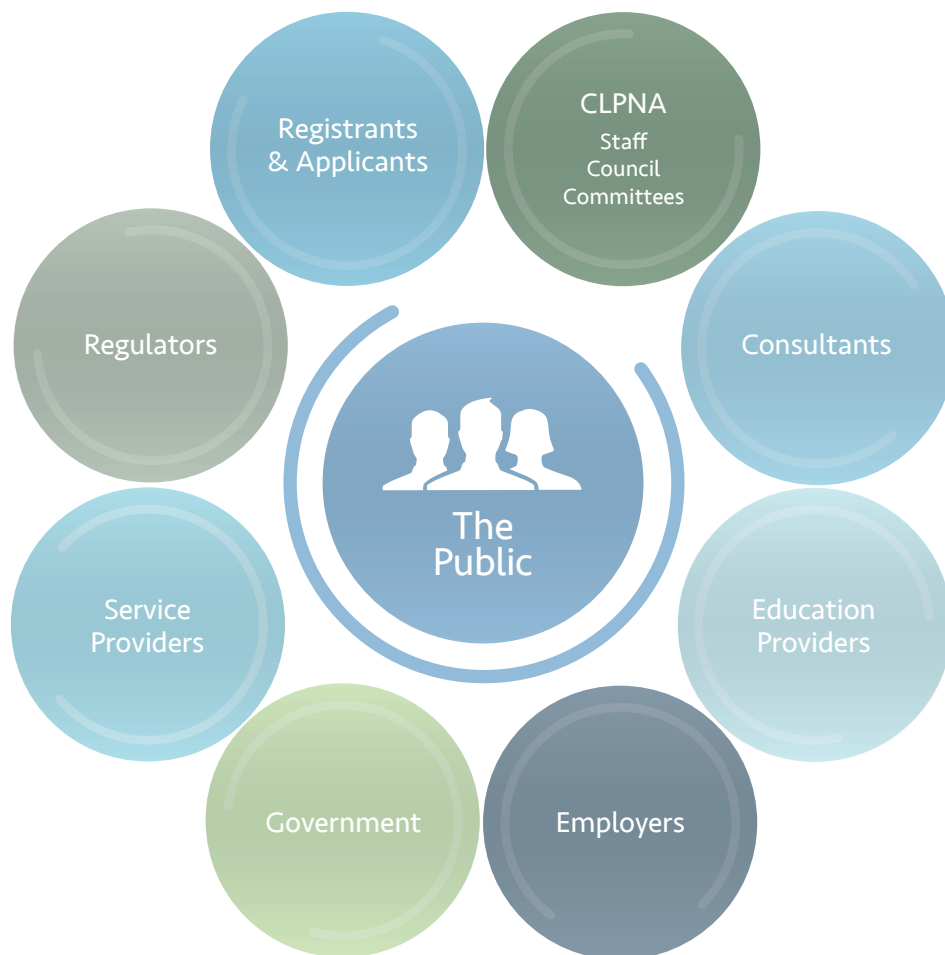 Registrants
& Applicants
CLPNA
Staff
Council
Committees
Regulators
Consultants
The
Public
Service
Providers
Education
Providers
Government
Employers